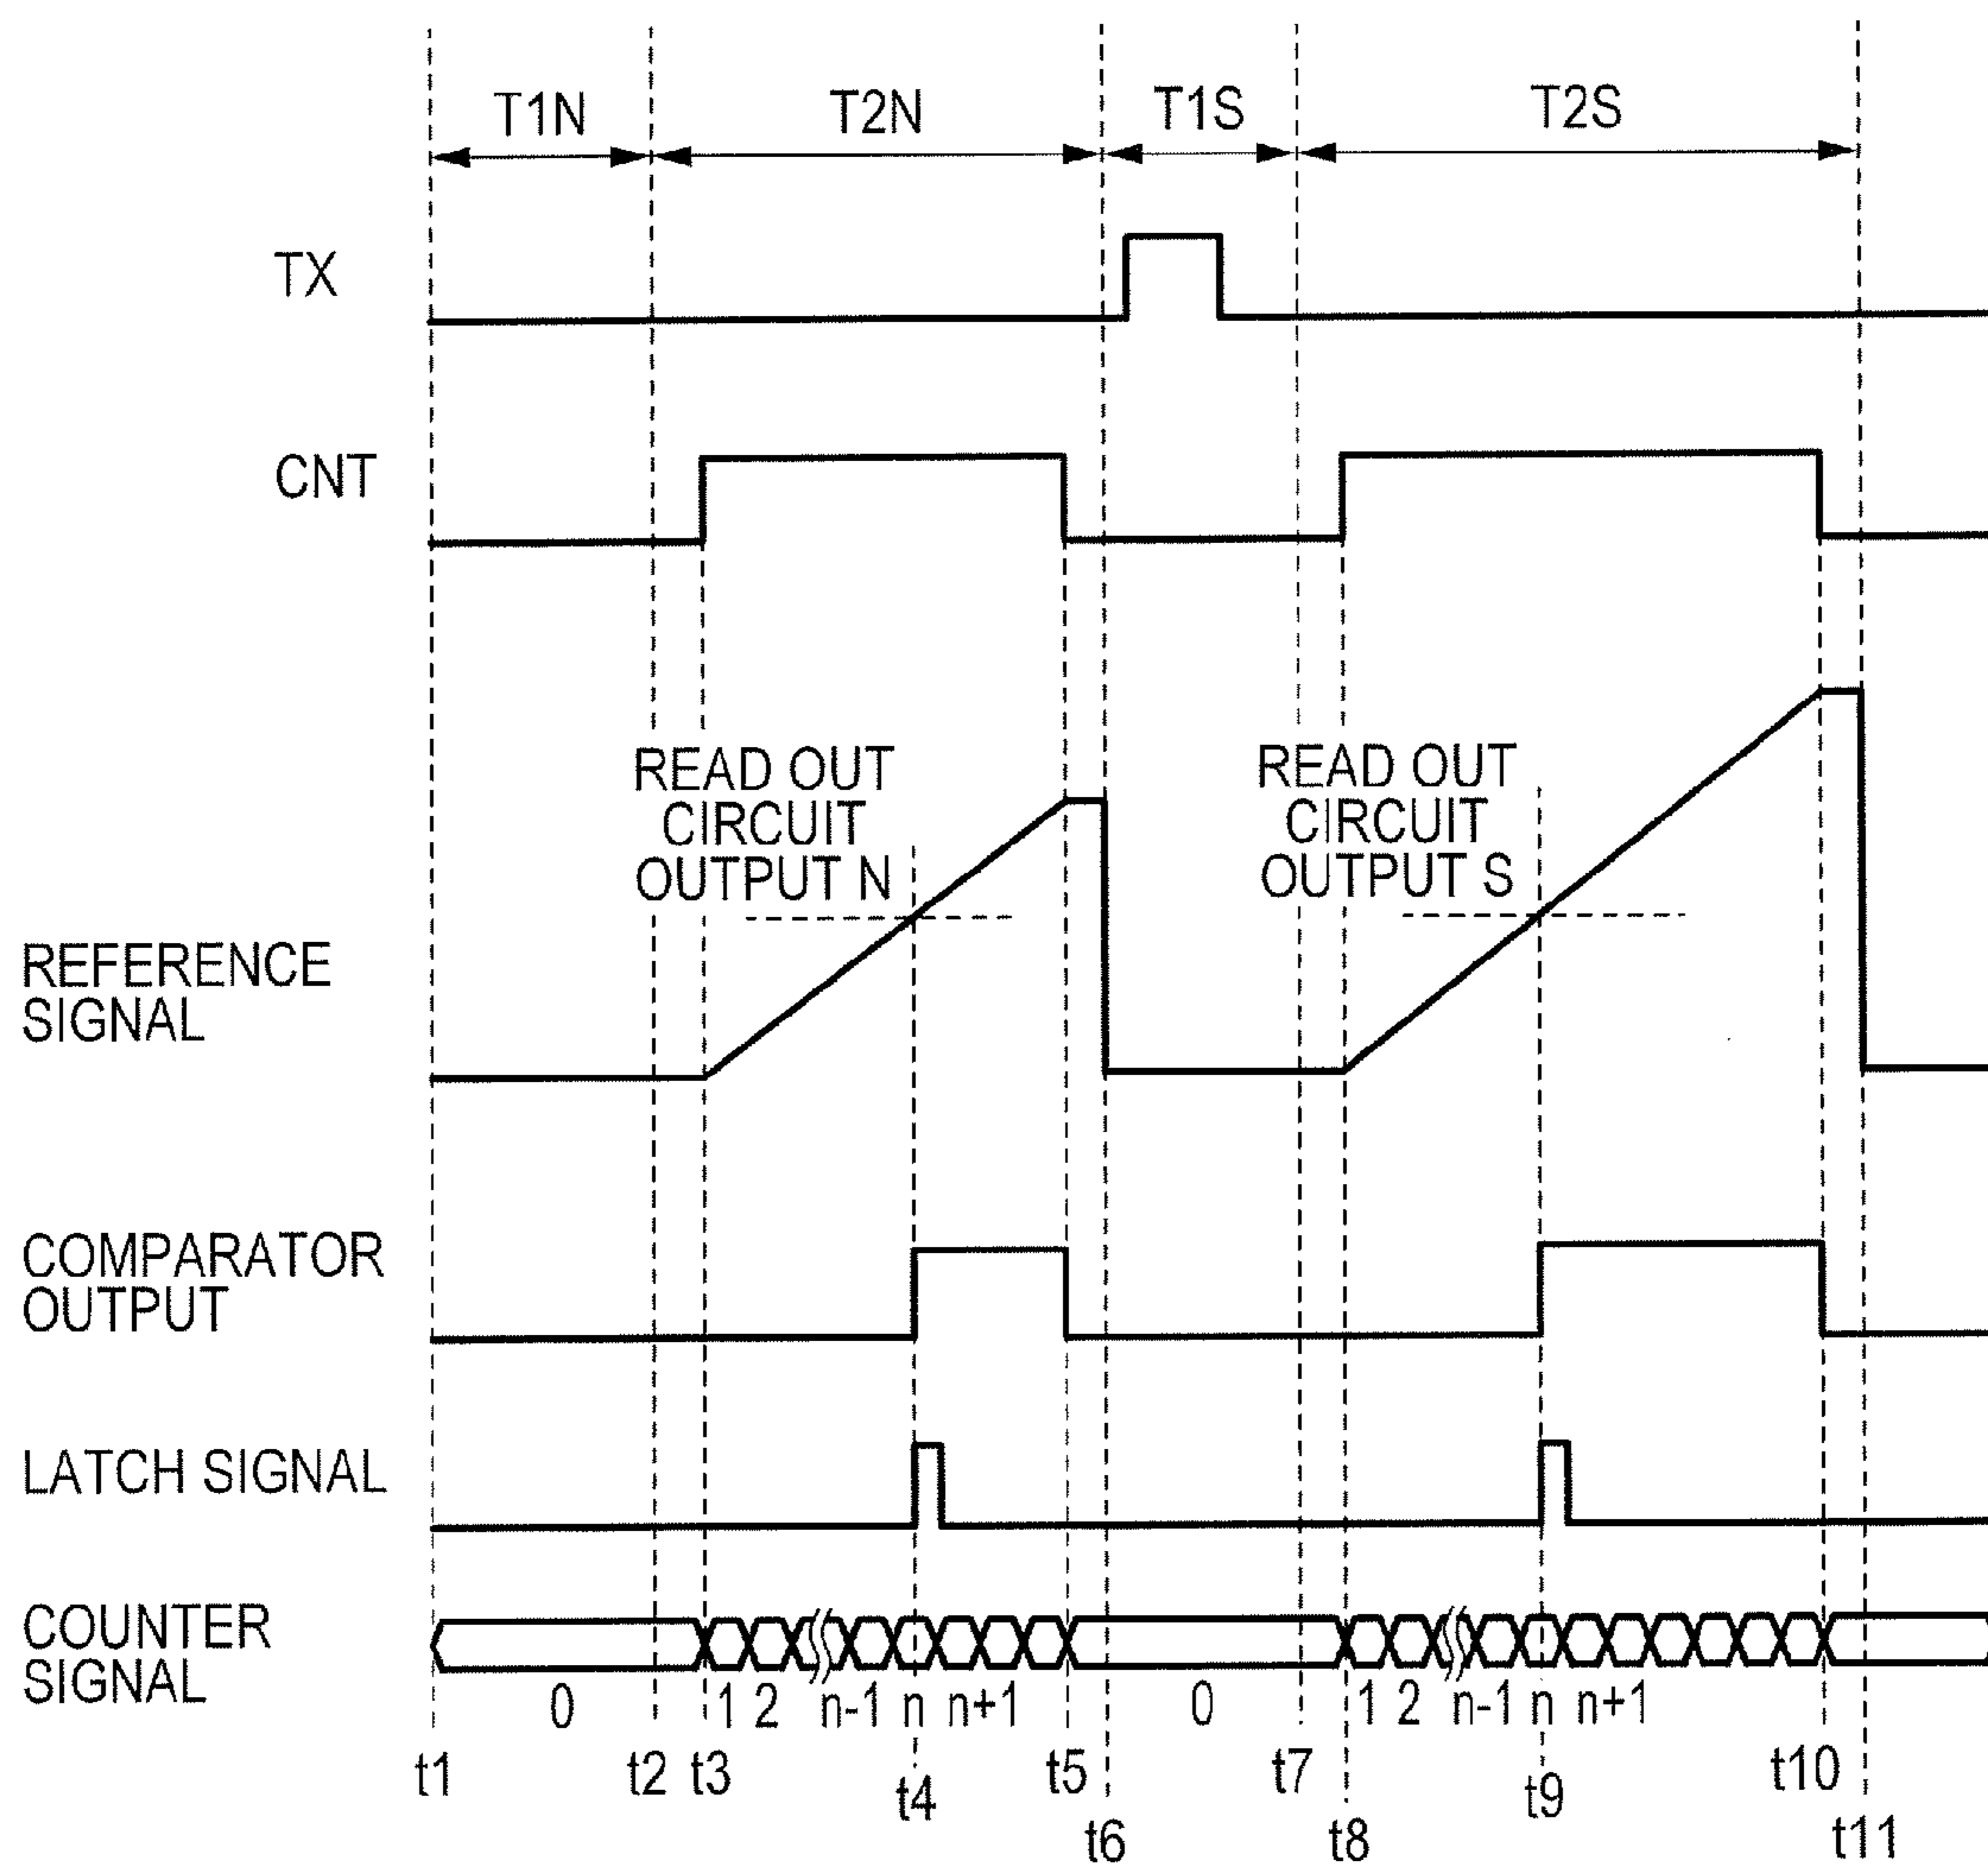 T1N T2N T1S T2S
TX
CNT
READ OUT
CIRCUIT
OUTPUT N
READ OUT
CIRCUIT
OUTPUT S
REFERENCE
SIGNAL
COMPARATOR
OUTPUT
LATCH SIGNAL
COUNTER
SIGNAL
0 1 2 n-1 n n+1 0 1 2 n-1 n n+1
t1 t2 t3 t4 t5 t6 t7 t8 t9 t10 t11